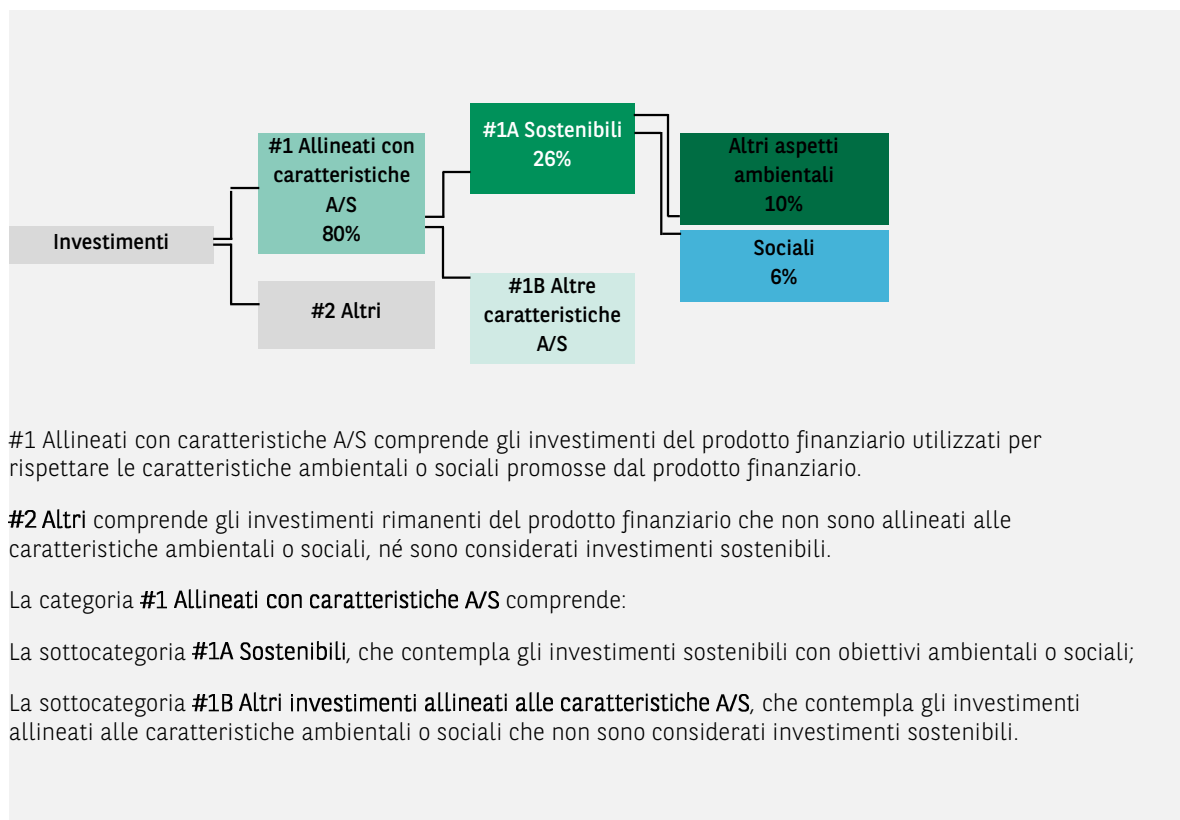 #1 Allineati con
caratteristiche
A/S
80%
#1A Sostenibili
26%
Altri aspetti
ambientali
10%
Investimenti
Sociali
6%
#2 Altri
#1B Altre
caratteristiche
A/S
#1 Allineati con caratteristiche A/S comprende gli investimenti del prodotto finanziario utilizzati per
rispettare le caratteristiche ambientali o sociali promosse dal prodotto finanziario.
#2 Altri comprende gli investimenti rimanenti del prodotto finanziario che non sono allineati alle
caratteristiche ambientali o sociali, né sono considerati investimenti sostenibili.
La categoria #1 Allineati con caratteristiche A/S comprende:
La sottocategoria #1A Sostenibili, che contempla gli investimenti sostenibili con obiettivi ambientali o sociali;
La sottocategoria #1B Altri investimenti allineati alle caratteristiche A/S, che contempla gli investimenti
allineati alle caratteristiche ambientali o sociali che non sono considerati investimenti sostenibili.